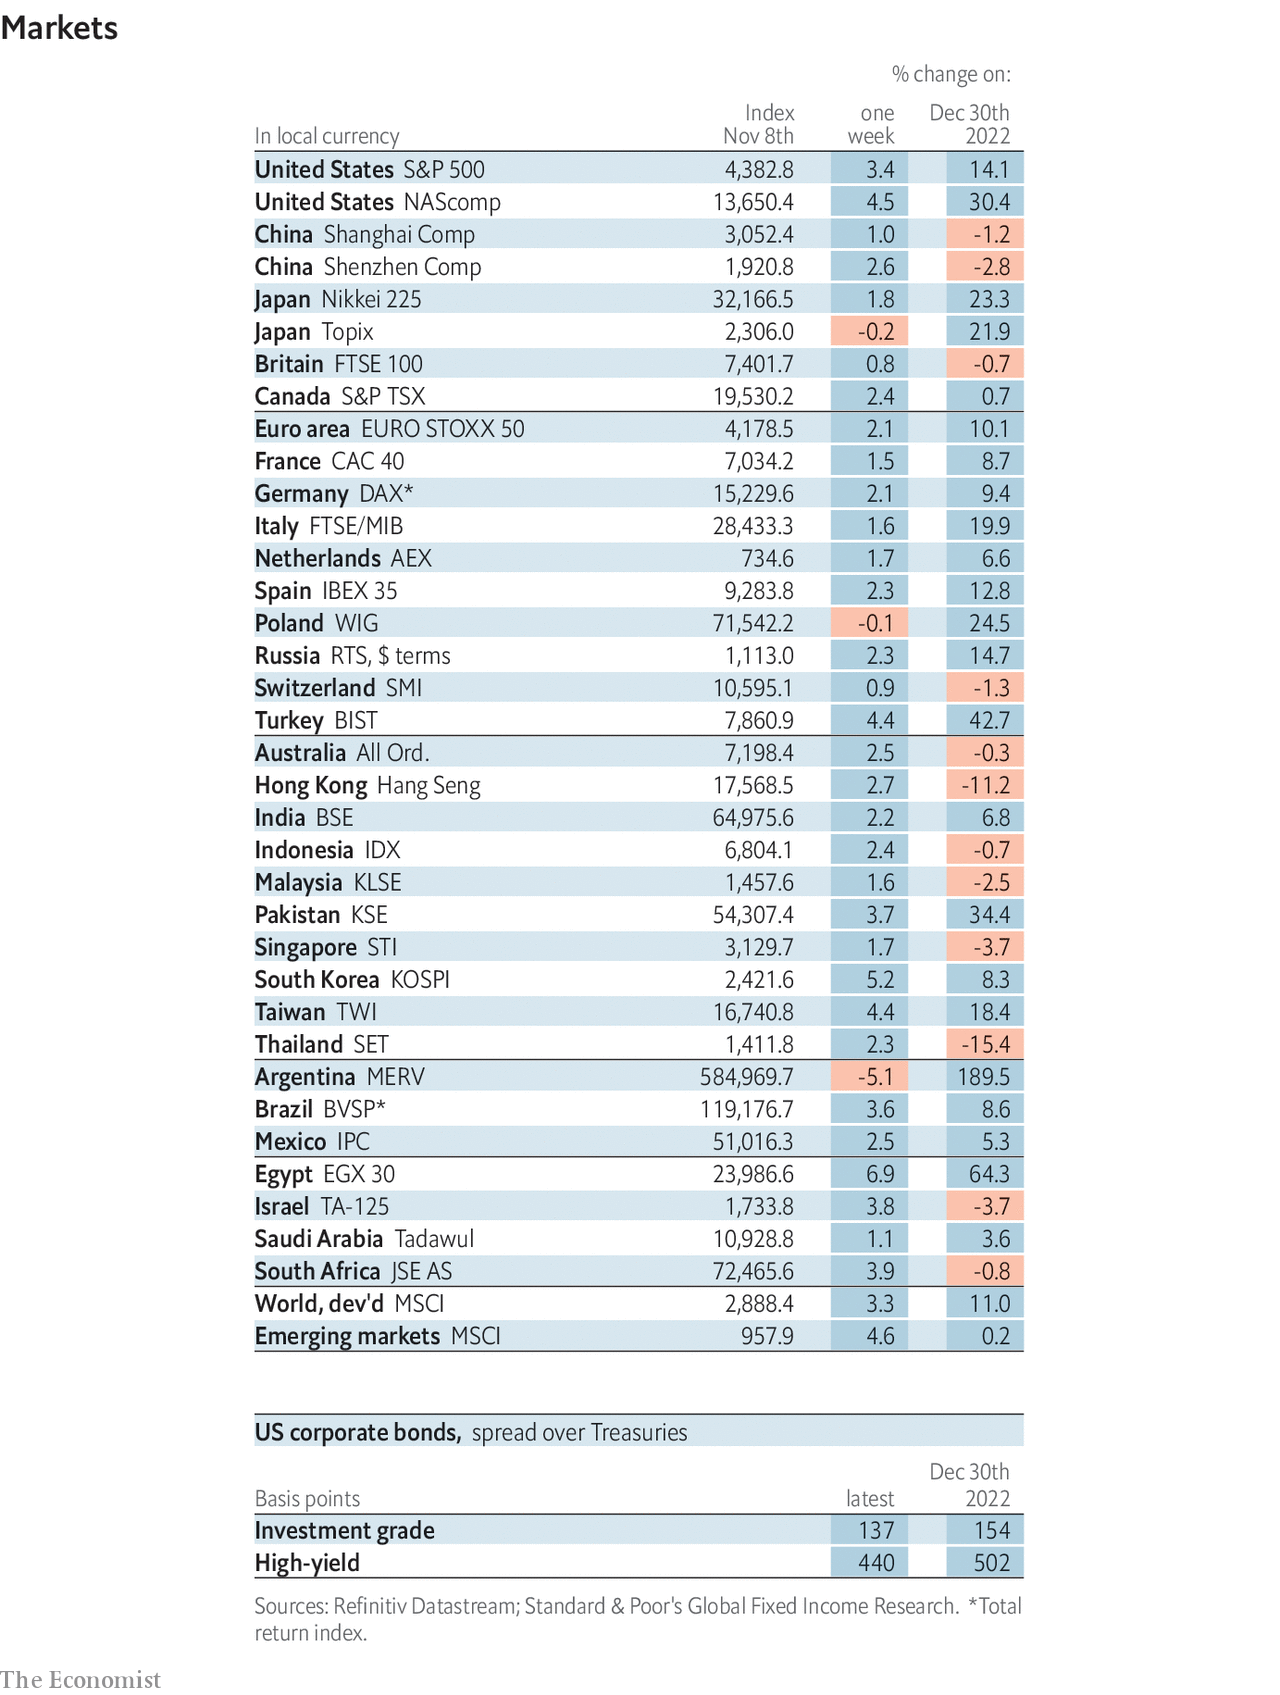 Markets
% change on:
Index one Dec 30th
In local currency Nov 8th week 2022
United States S&P 500 4,382.8 3.4 14.1
United States NAScomp 13,650.4 4.5 30.4
China Shanghai Comp 3,052.4 1.0 -1.2
China Shenzhen Comp 1,920.8 2.6 -2.8
Japan Nikkei 225 32,166.5 1.8 23.3
Japan Topix 2,306.0 -0.2 21.9
Britain FTSE 100 7,401.7 0.8 -0.7
Canada S&P TSX 19,530.2 2.4 0.7
Euro area EURO STOXX 50 4,178.5 2.1 10.1
France CAC 40 7,034.2 1.5 8.7
Germany DAX* 15,229.6 2.1 9.4
Italy FTSE/MIB 28,433.3 1.6 19.9
Netherlands AEX 734.6 1.7 6.6
Spain IBEX 35 9,283.8 2.3 12.8
Poland WIG 71,542.2 -0.1 24.5
Russia RTS, $ terms 1,113.0 2.3 14.7
Switzerland SMI 10,595.1 0.9 -1.3
Turkey BIST 7,860.9 4.4 42.7
Australia All Ord. 7,198.4 2.5 -0.3
Hong Kong Hang Seng 17,568.5 2.7 -11.2
India BSE 64,975.6 2.2 6.8
Indonesia IDX 6,804.1 2.4 -0.7
Malaysia KLSE 1,457.6 1.6 -2.5
Pakistan KSE 54,307.4 3.7 34.4
Singapore STI 3,129.7 1.7 -3.7
South Korea KOSPI 2,421.6 5.2 8.3
Taiwan TWI 16,740.8 4.4 18.4
Thailand SET 1,411.8 2.3 -15.4
Argentina MERV 584,969.7 -5.1 189.5
Brazil BVSP* 119,176.7 3.6 8.6
Mexico IPC 51,016.3 2.5 5.3
Egypt EGX 30 23,986.6 6.9 64.3
Israel TA-125 1,733.8 3.8 -3.7
Saudi Arabia Tadawul 10,928.8 1.1 3.6
South Africa JSE AS 72,465.6 3.9 -0.8
World, dev'd MSCI 2,888.4 3.3 11.0
Emerging markets MSCI 957.9 4.6 0.2
US corporate bonds, spread over Treasuries
Dec 30th
Basis points latest 2022
Investment grade 137 154
High-yield 440 502
Sources: Refinitiv Datastream; Standard & Poor's Global Fixed Income Research. *Total
return index.
The Economist